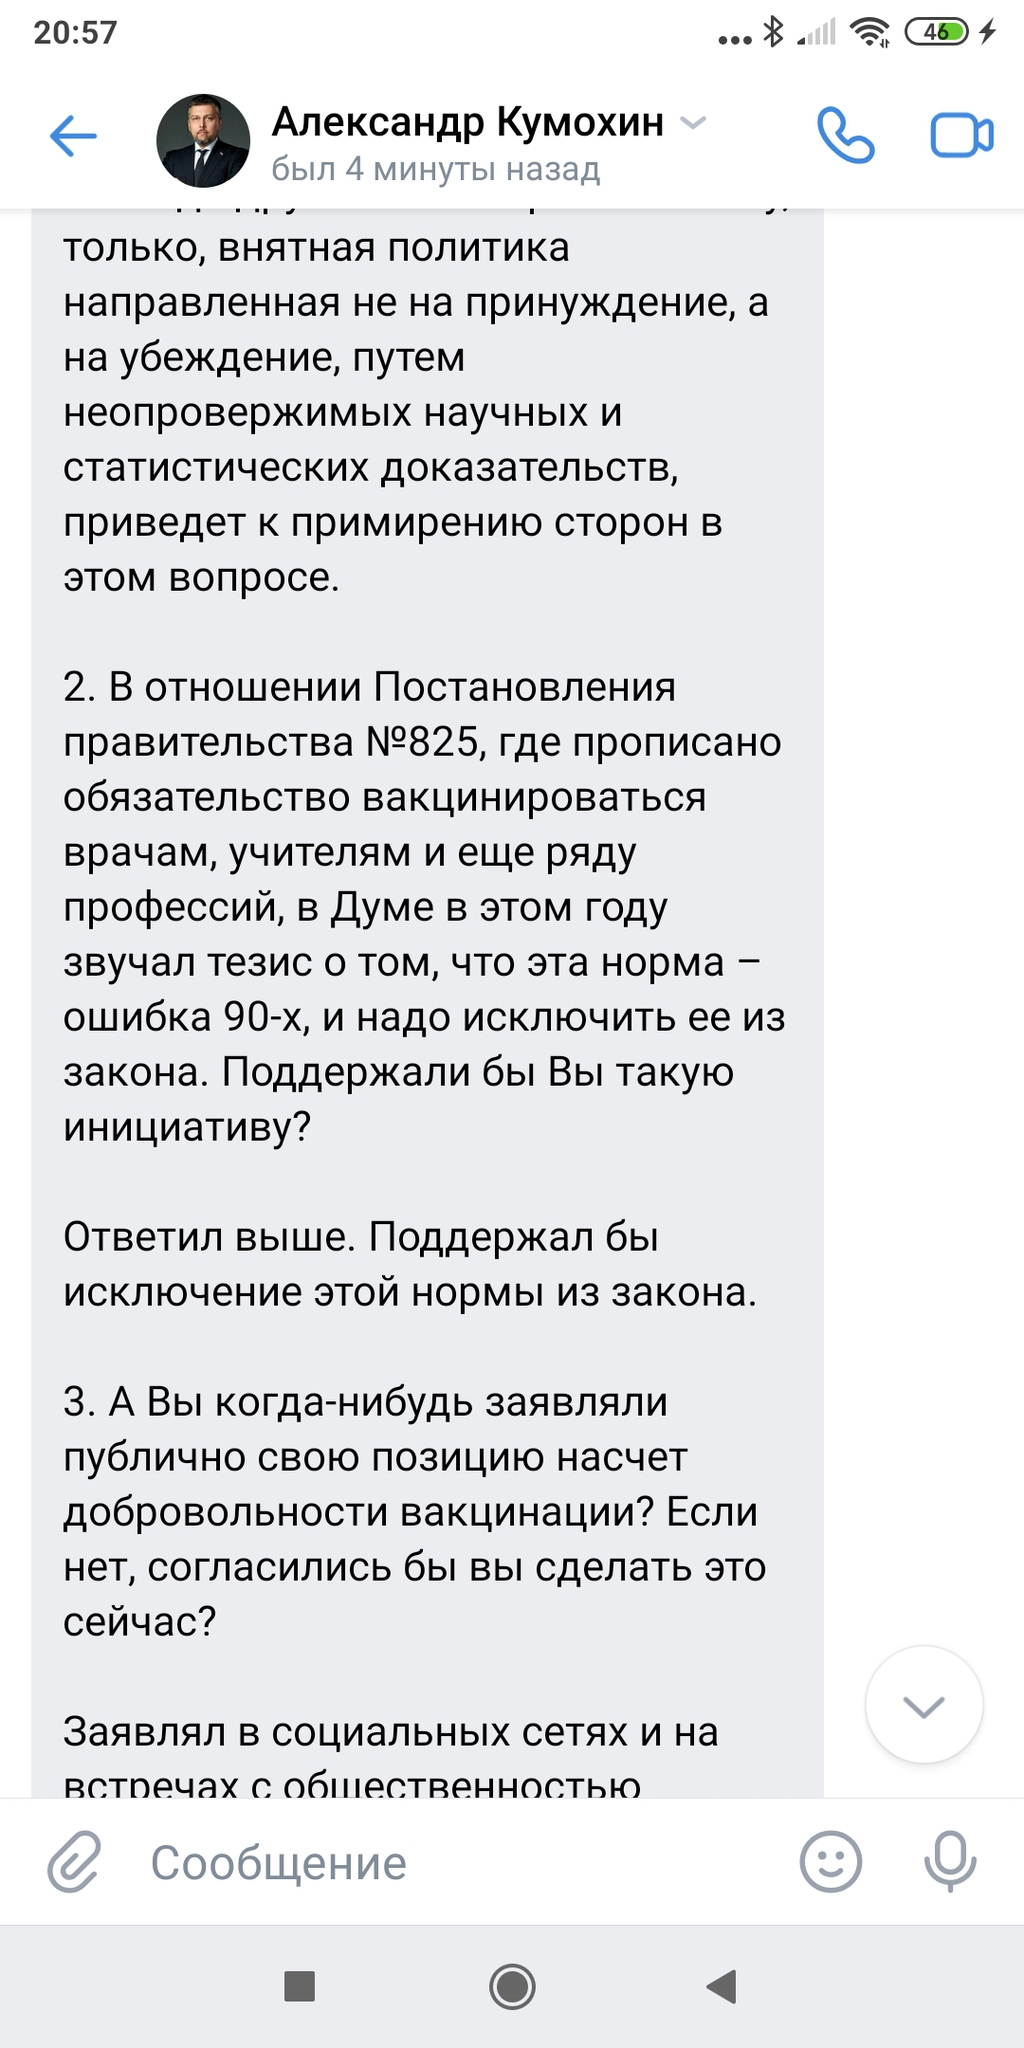 20:57
46
Александр Кумохин
был 4 минуты назад
только, внятная политика
направленная не на принуждение, а
на убеждение, путем
неопровержимых научных и
статистических доказательств,
приведет к примирению сторон в
этом вопросе.
2. В отношении Постановления
правительства №825, где прописано
обязательство вакцинироваться
врачам, учителям и еще ряду
профессий, в Думе в этом году
звучал тезис о том, что эта норма –
ошибка 90-х, и надо исключить ее из
закона. Поддержали бы Вы такую
инициативу?
Ответил выше. Поддержал бы
исключение этой нормы из закона.
3. А Вы когда-нибудь заявляли
публично свою позицию насчет
добровольности вакцинации? Если
нет, согласились бы вы сделать это
сейчас?
Заявлял в социальных сетях и на
встречах с общественностью
Сообщение